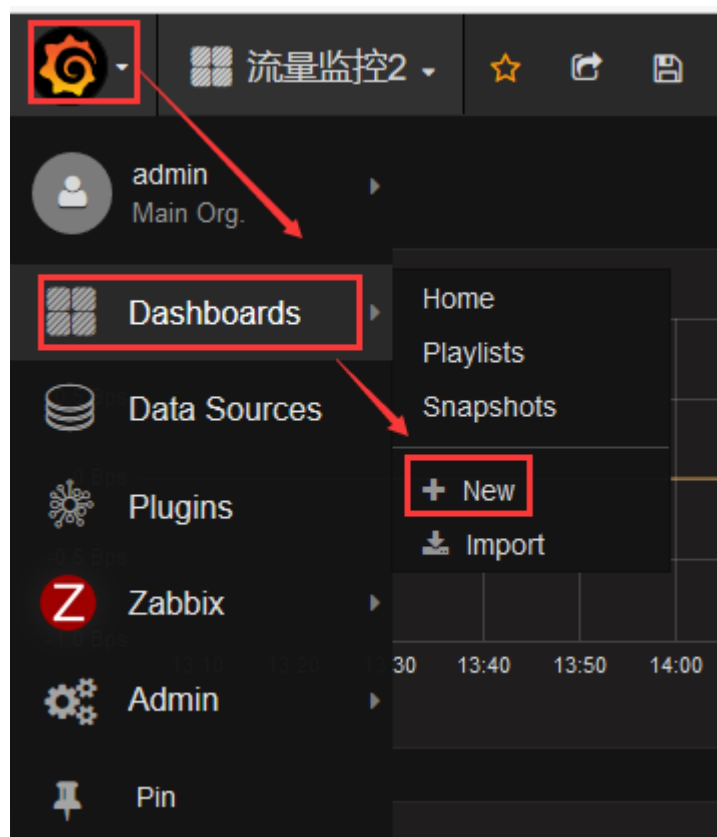 流量监控2
admin
Main Org.
Dashboards
Home
Playlists
Snapshots
New
Import
Data Sources
Plugins
Zabbix
Admin
Pin
30 13:40 13:50 14:00